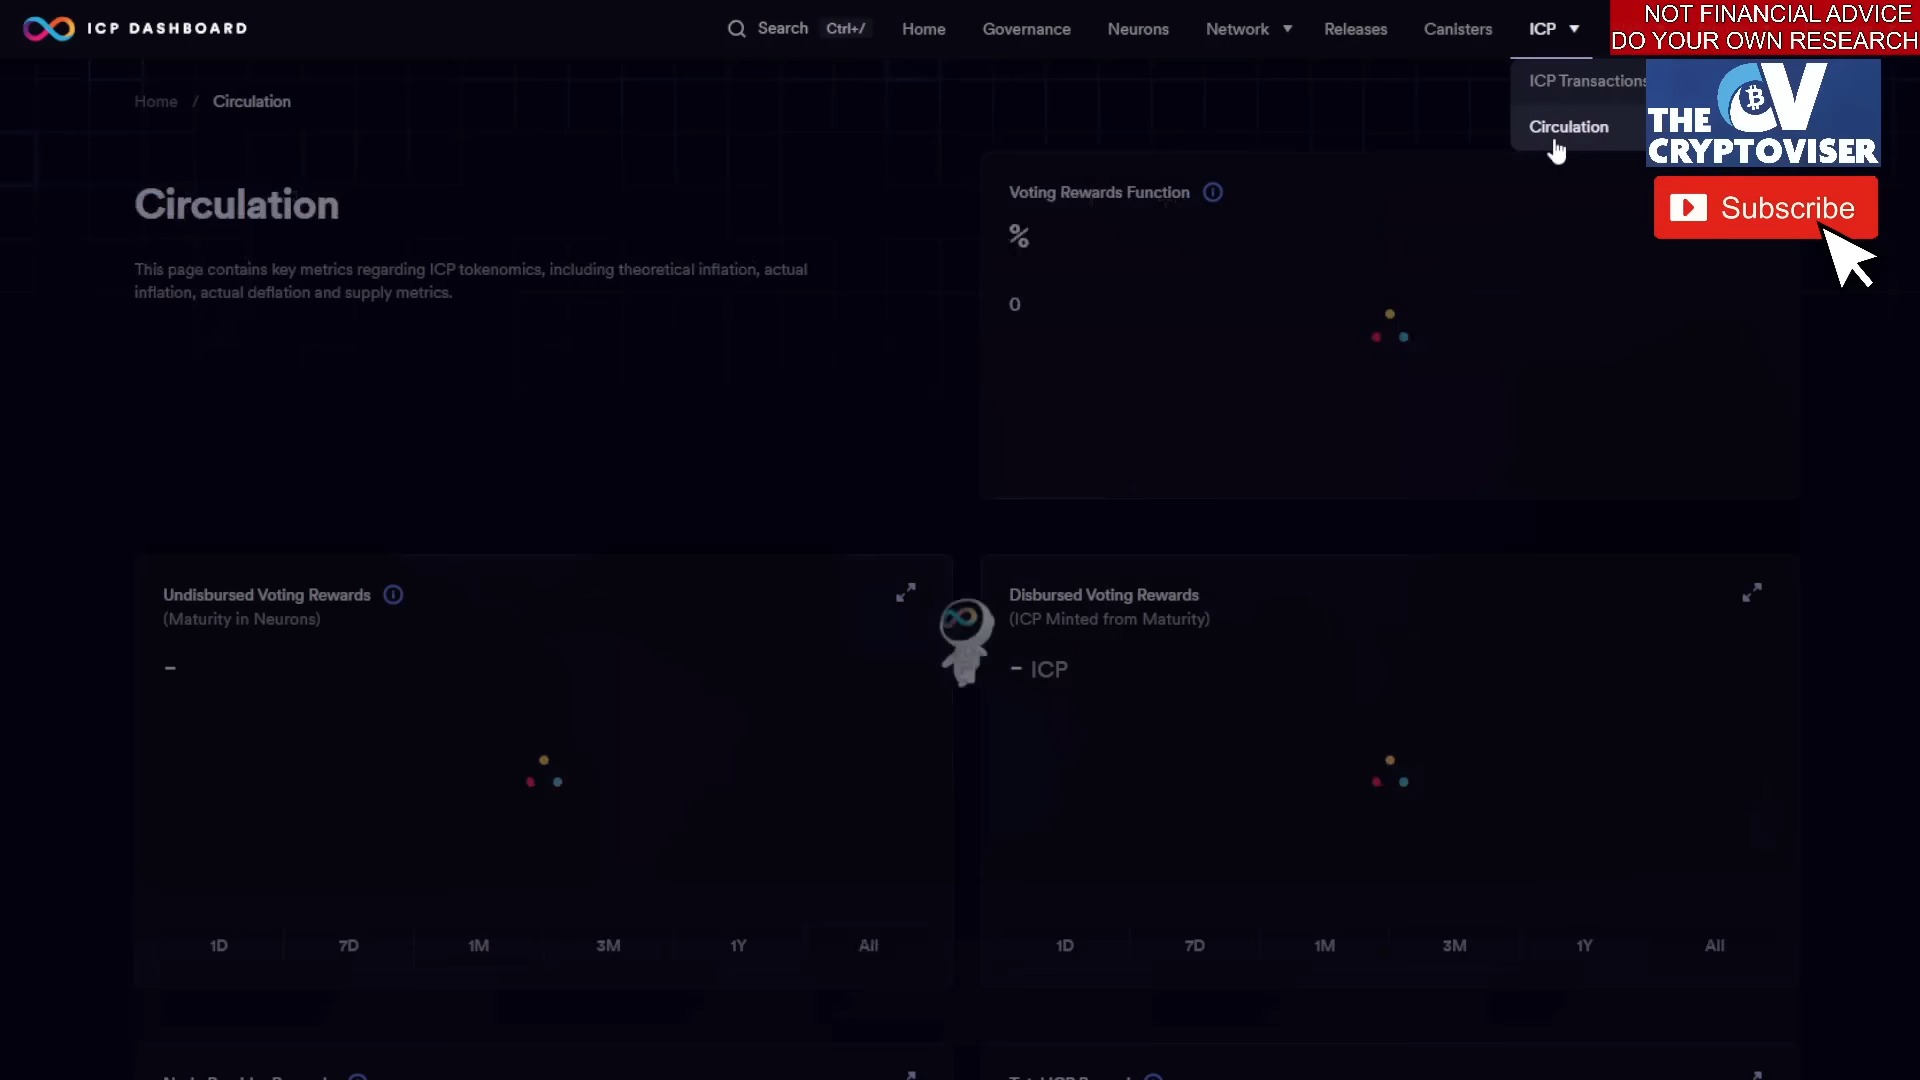 ICP DASHBOARD
Search Ctrl+/ Home Governance Neurons Network Releases Canisters ICP
NOT FINANCIAL ADVICE
DO YOUR OWN RESEARCH
ICP Transactions
Circulation
THE CV
CRYPTOVISER
Subscribe
Home / Circulation
Circulation
This page contains key metrics regarding ICP tokenomics, including theoretical inflation, actual
inflation, actual deflation and supply metrics.
Voting Rewards Function
%
0
Undisbursed Voting Rewards
(Maturity in Neurons)
-
1D 7D 1M 3M 1Y All
Disbursed Voting Rewards
(ICP Minted from Maturity)
- ICP
1D 7D 1M 3M 1Y All